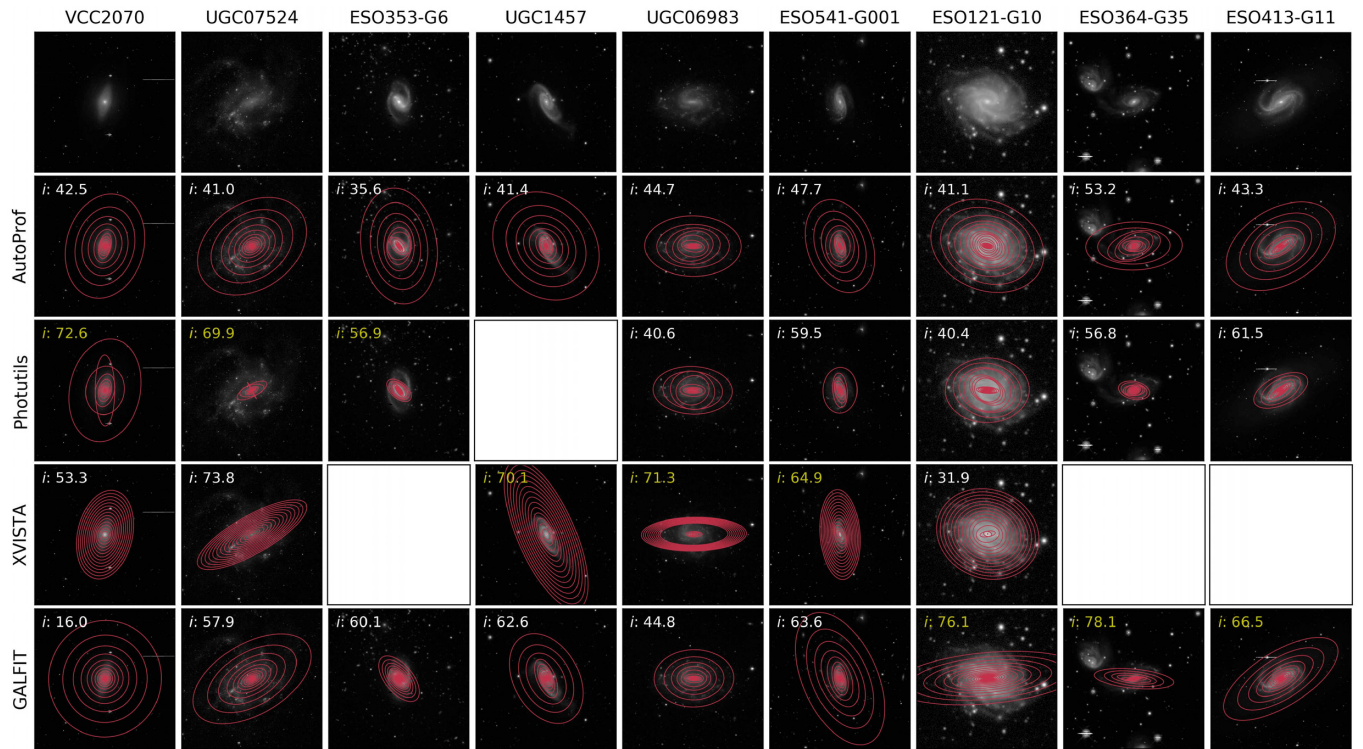 VCC2070 UGC07524 ESO353-G6 UGC1457 UGC06983 ESO541-G001 ESO121-G10 ESO364-G35 ESO413-G11
AutoProf
i: 42.5 i: 41.0 i: 35.6 i: 41.4 i: 44.7 i: 47.7 i: 41.1 i: 53.2 i: 43.3
Photutils
i: 72.6 i: 69.9 i: 56.9 i: 40.6 i: 59.5 i: 40.4 i: 56.8 i: 61.5
XVISTA
i: 53.3 i: 73.8 i: 70.1 i: 71.3 i: 64.9 i: 31.9
GALFIT
i: 16.0 i: 57.9 i: 60.1 i: 62.6 i: 44.8 i: 63.6 i: 76.1 i: 78.1 i: 66.5